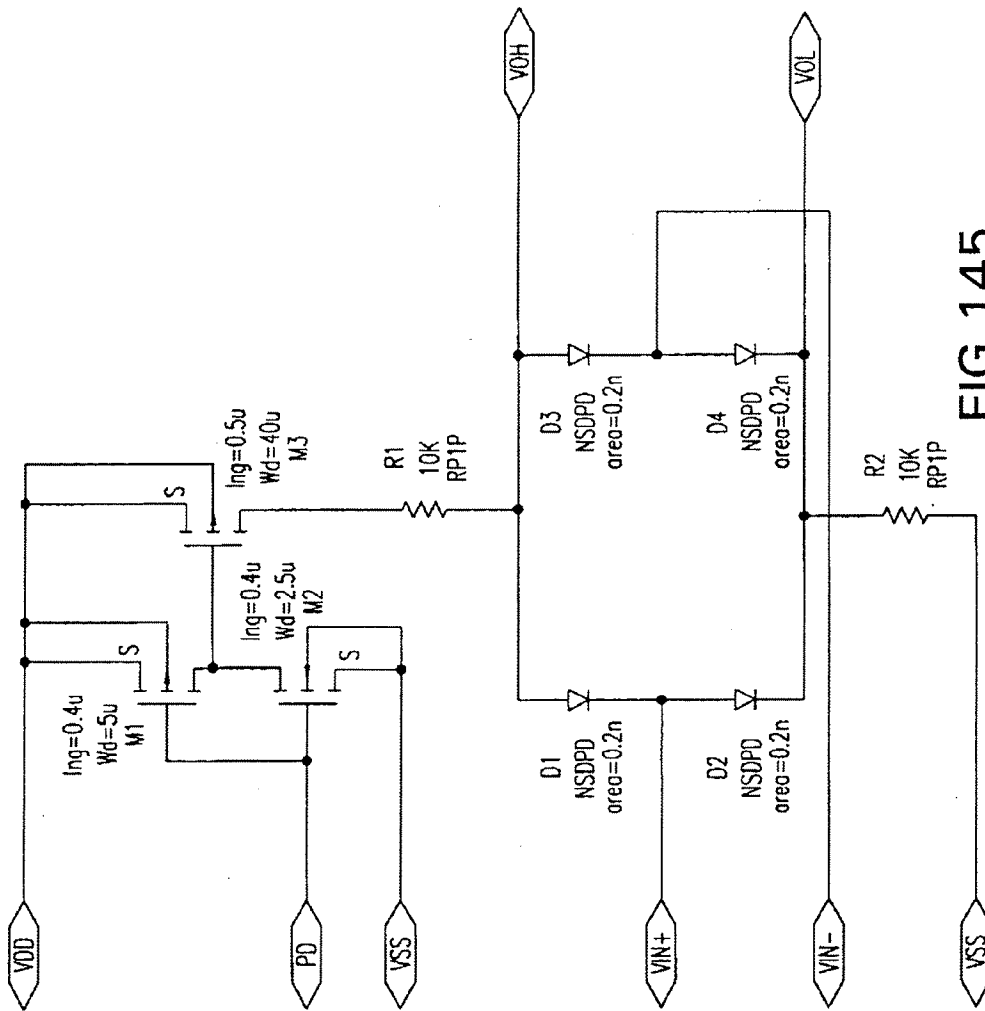 VDD
PD
VSS
VIN+
VIN-
VSS
lng=0.4u
Wd=5u
M1
S
lng=0.4u
Wd=2.5u
M2
S
lng=0.5u
Wd=40u
M3
S
R1
10K
RP1P
VOH
VOL
D1
NSDPD
area=0.2n
D2
NSDPD
area=0.2n
D3
NSDPD
area=0.2n
D4
NSDPD
area=0.2n
R2
10K
RP1P
FIG 145